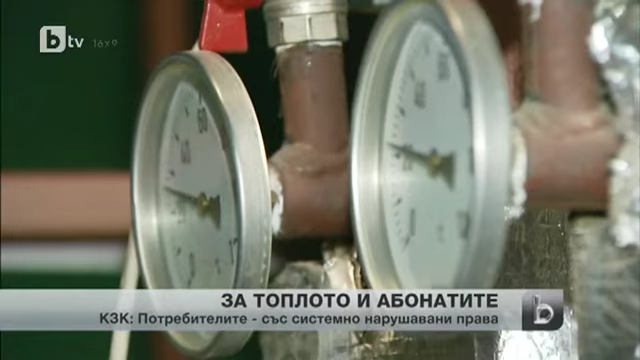 btv 16x9
ЗА ТОПЛОТО И АБОНАТИТЕ
КЗК: Потребителите - със системно нарушавани права
b